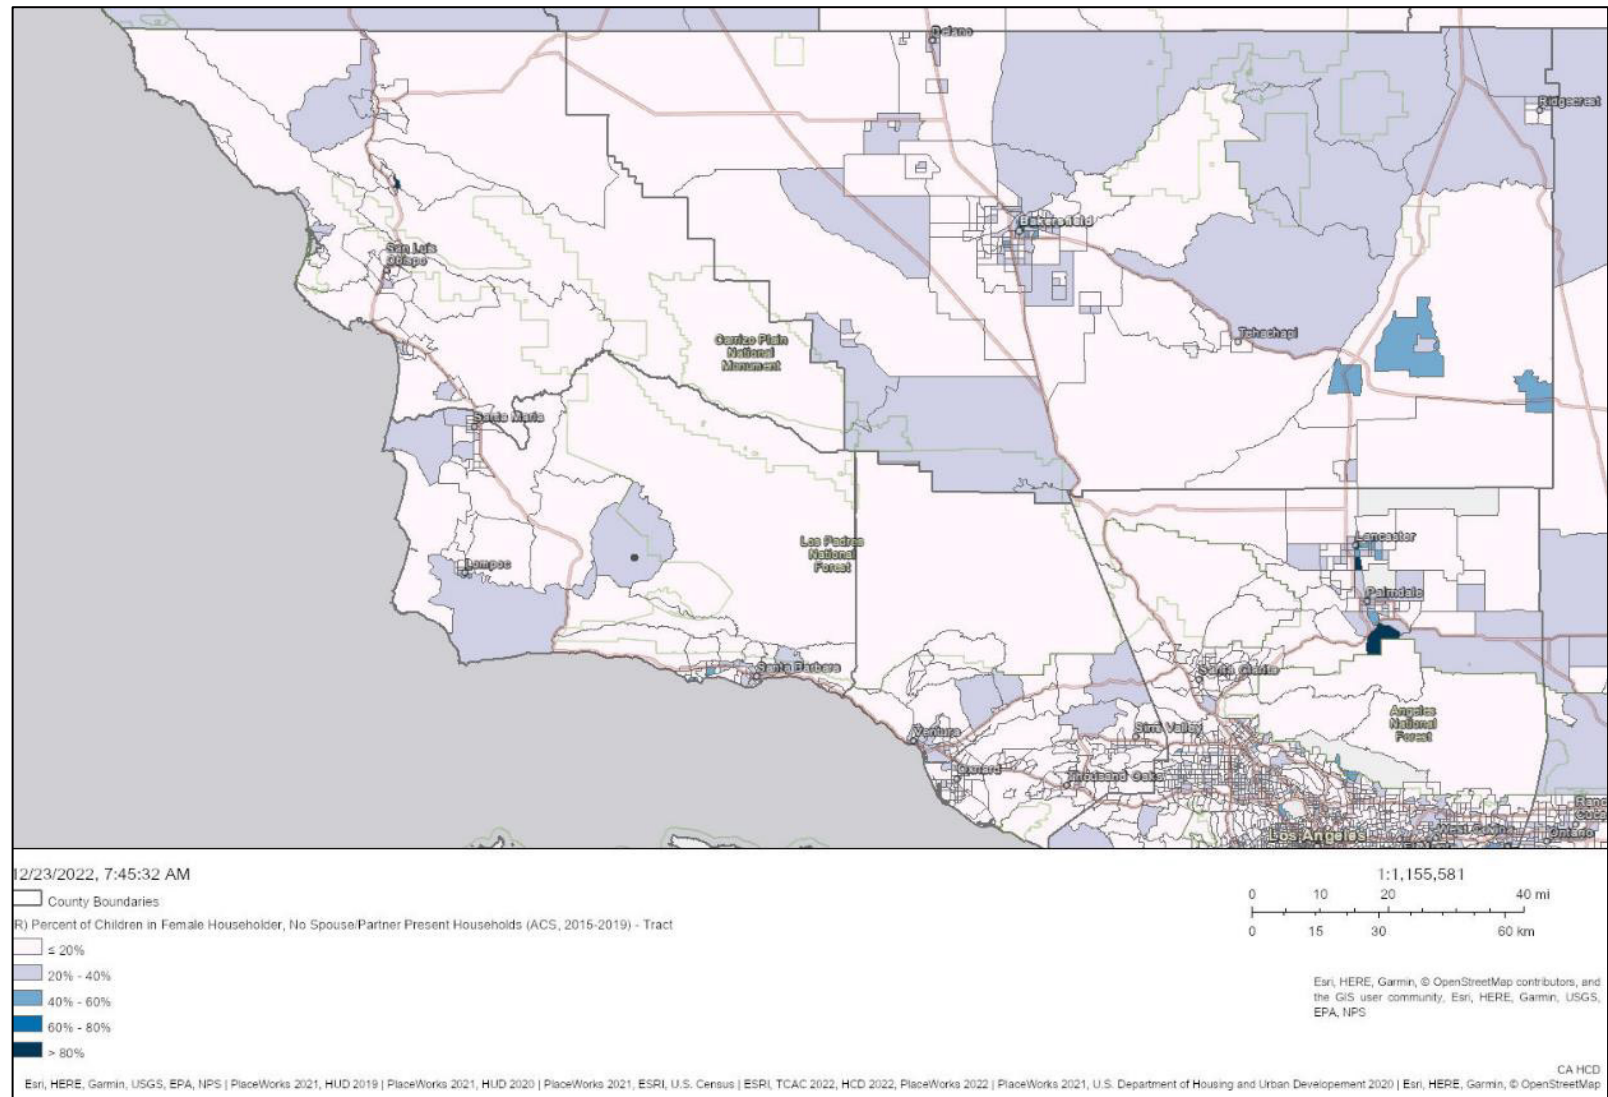 Delano
Ridgecrest
Bakersfield
San Luis
Obispo
Tehachapi
Carrizo Plain
National
Monument
Santa Maria
Lancaster
Los Padres
National
Forest
Lompoc
Palmdale
Santa Barbara
Santa Clarita
Angeles
National
Forest
Ventura
Simi Valley
Oxnard
Thousand Oaks
Los Angeles
West Covina
Ontario
12/23/2022, 7:45:32 AM
County Boundaries
R) Percent of Children in Female Householder, No Spouse/Partner Present Households (ACS, 2015-2019) - Tract
≤ 20%
20% - 40%
40% - 60%
60% - 80%
> 80%
1:1,155,581
0 10 20 40 mi
0 15 30 60 km
Esri, HERE, Garmin, © OpenStreetMap contributors, and
the GIS user community, Esri, HERE, Garmin, USGS,
EPA, NPS
CA HCD
Esri, HERE, Garmin, USGS, EPA, NPS | PlaceWorks 2021, HUD 2019 | PlaceWorks 2021, HUD 2020 | PlaceWorks 2021, ESRI, U.S. Census | ESRI, TCAC 2022, HCD 2022, PlaceWorks 2022 | PlaceWorks 2021, U.S. Department of Housing and Urban Developement 2020 | Esri, HERE, Garmin, © OpenStreetMap